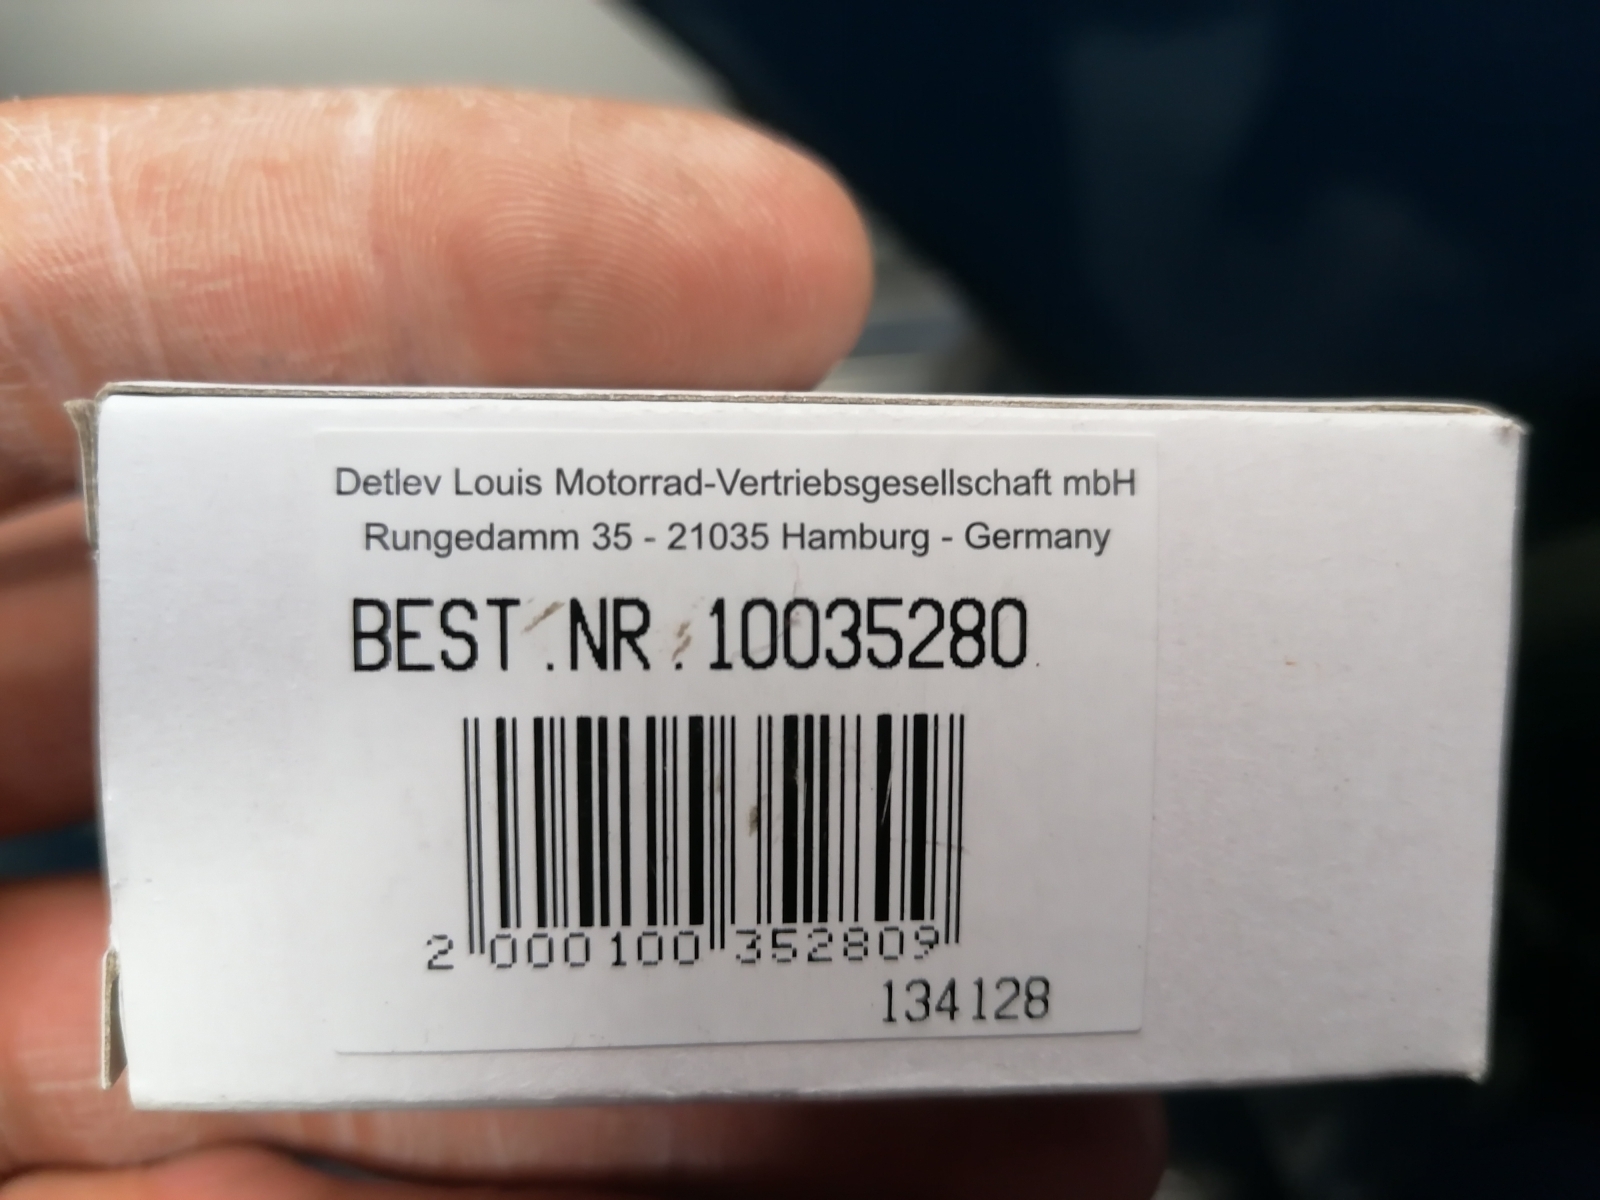 Detlev Louis Motorrad-Vertriebsgesellschaft mbH
Rungedamm 35 - 21035 Hamburg - Germany
BEST.NR.10035280
2 000100 352809
134128